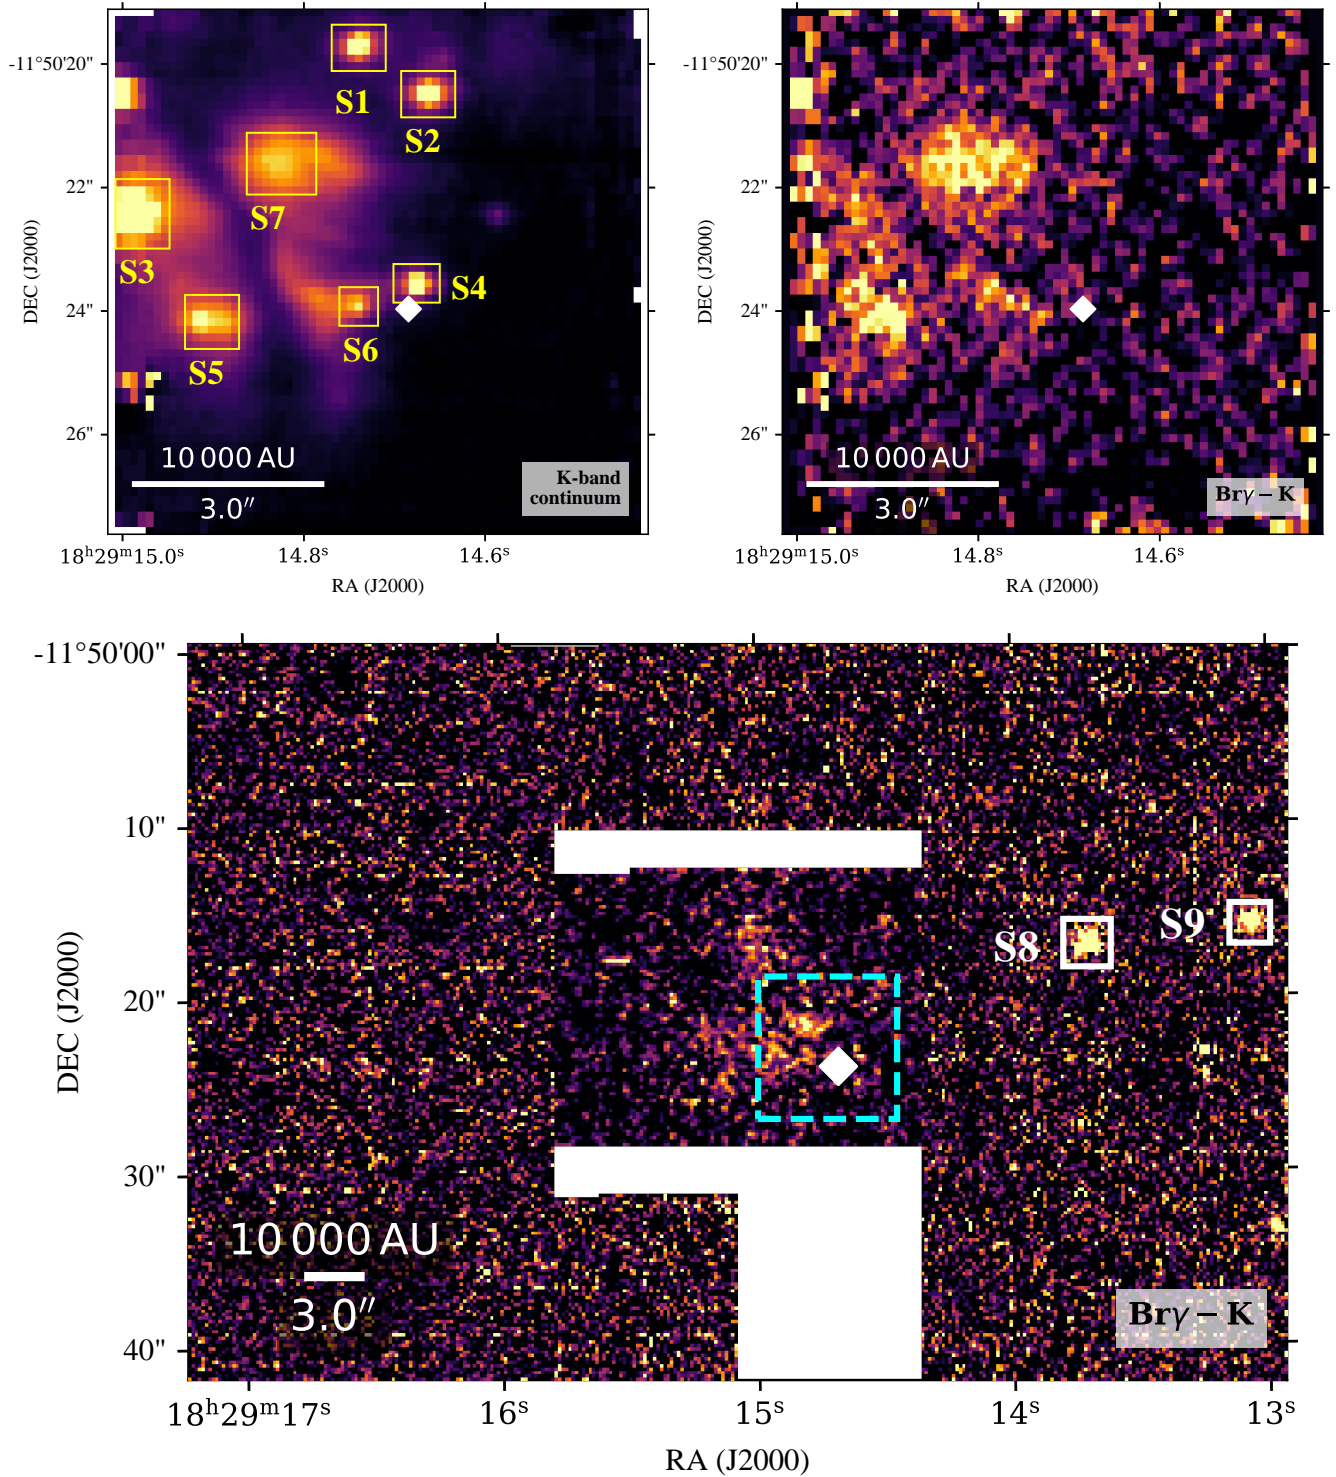 -11°50'20"
22"
24"
26"
DEC (J2000)
S1
S2
S7
S3
S4
S6
S5
10 000 AU
3.0″
K-band
continuum
18ʰ29ᵐ15.0ˢ
14.8ˢ
14.6ˢ
RA (J2000)
-11°50'20"
22"
24"
26"
DEC (J2000)
10 000 AU
3.0″
Brγ − K
18ʰ29ᵐ15.0ˢ
14.8ˢ
14.6ˢ
RA (J2000)
-11°50'00"
10"
20"
30"
40"
DEC (J2000)
S8
S9
10 000 AU
3.0″
Brγ − K
18ʰ29ᵐ17ˢ
16ˢ
15ˢ
14ˢ
13ˢ
RA (J2000)